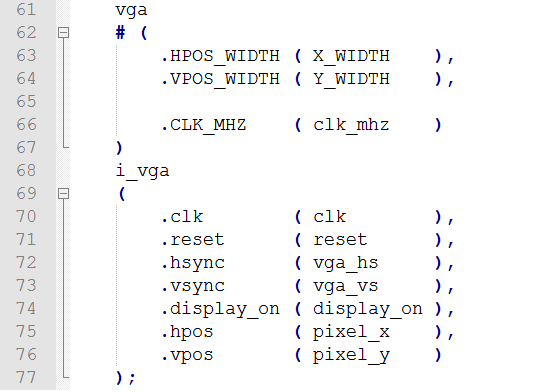 61 vga
62 # (
63 .HPOS_WIDTH ( X_WIDTH ),
64 .VPOS_WIDTH ( Y_WIDTH ),
65
66 .CLK_MHZ ( clk_mhz )
67 )
68 i_vga
69 (
70 .clk ( clk ),
71 .reset ( reset ),
72 .hsync ( vga_hs ),
73 .vsync ( vga_vs ),
74 .display_on ( display_on ),
75 .hpos ( pixel_x ),
76 .vpos ( pixel_y )
77 );